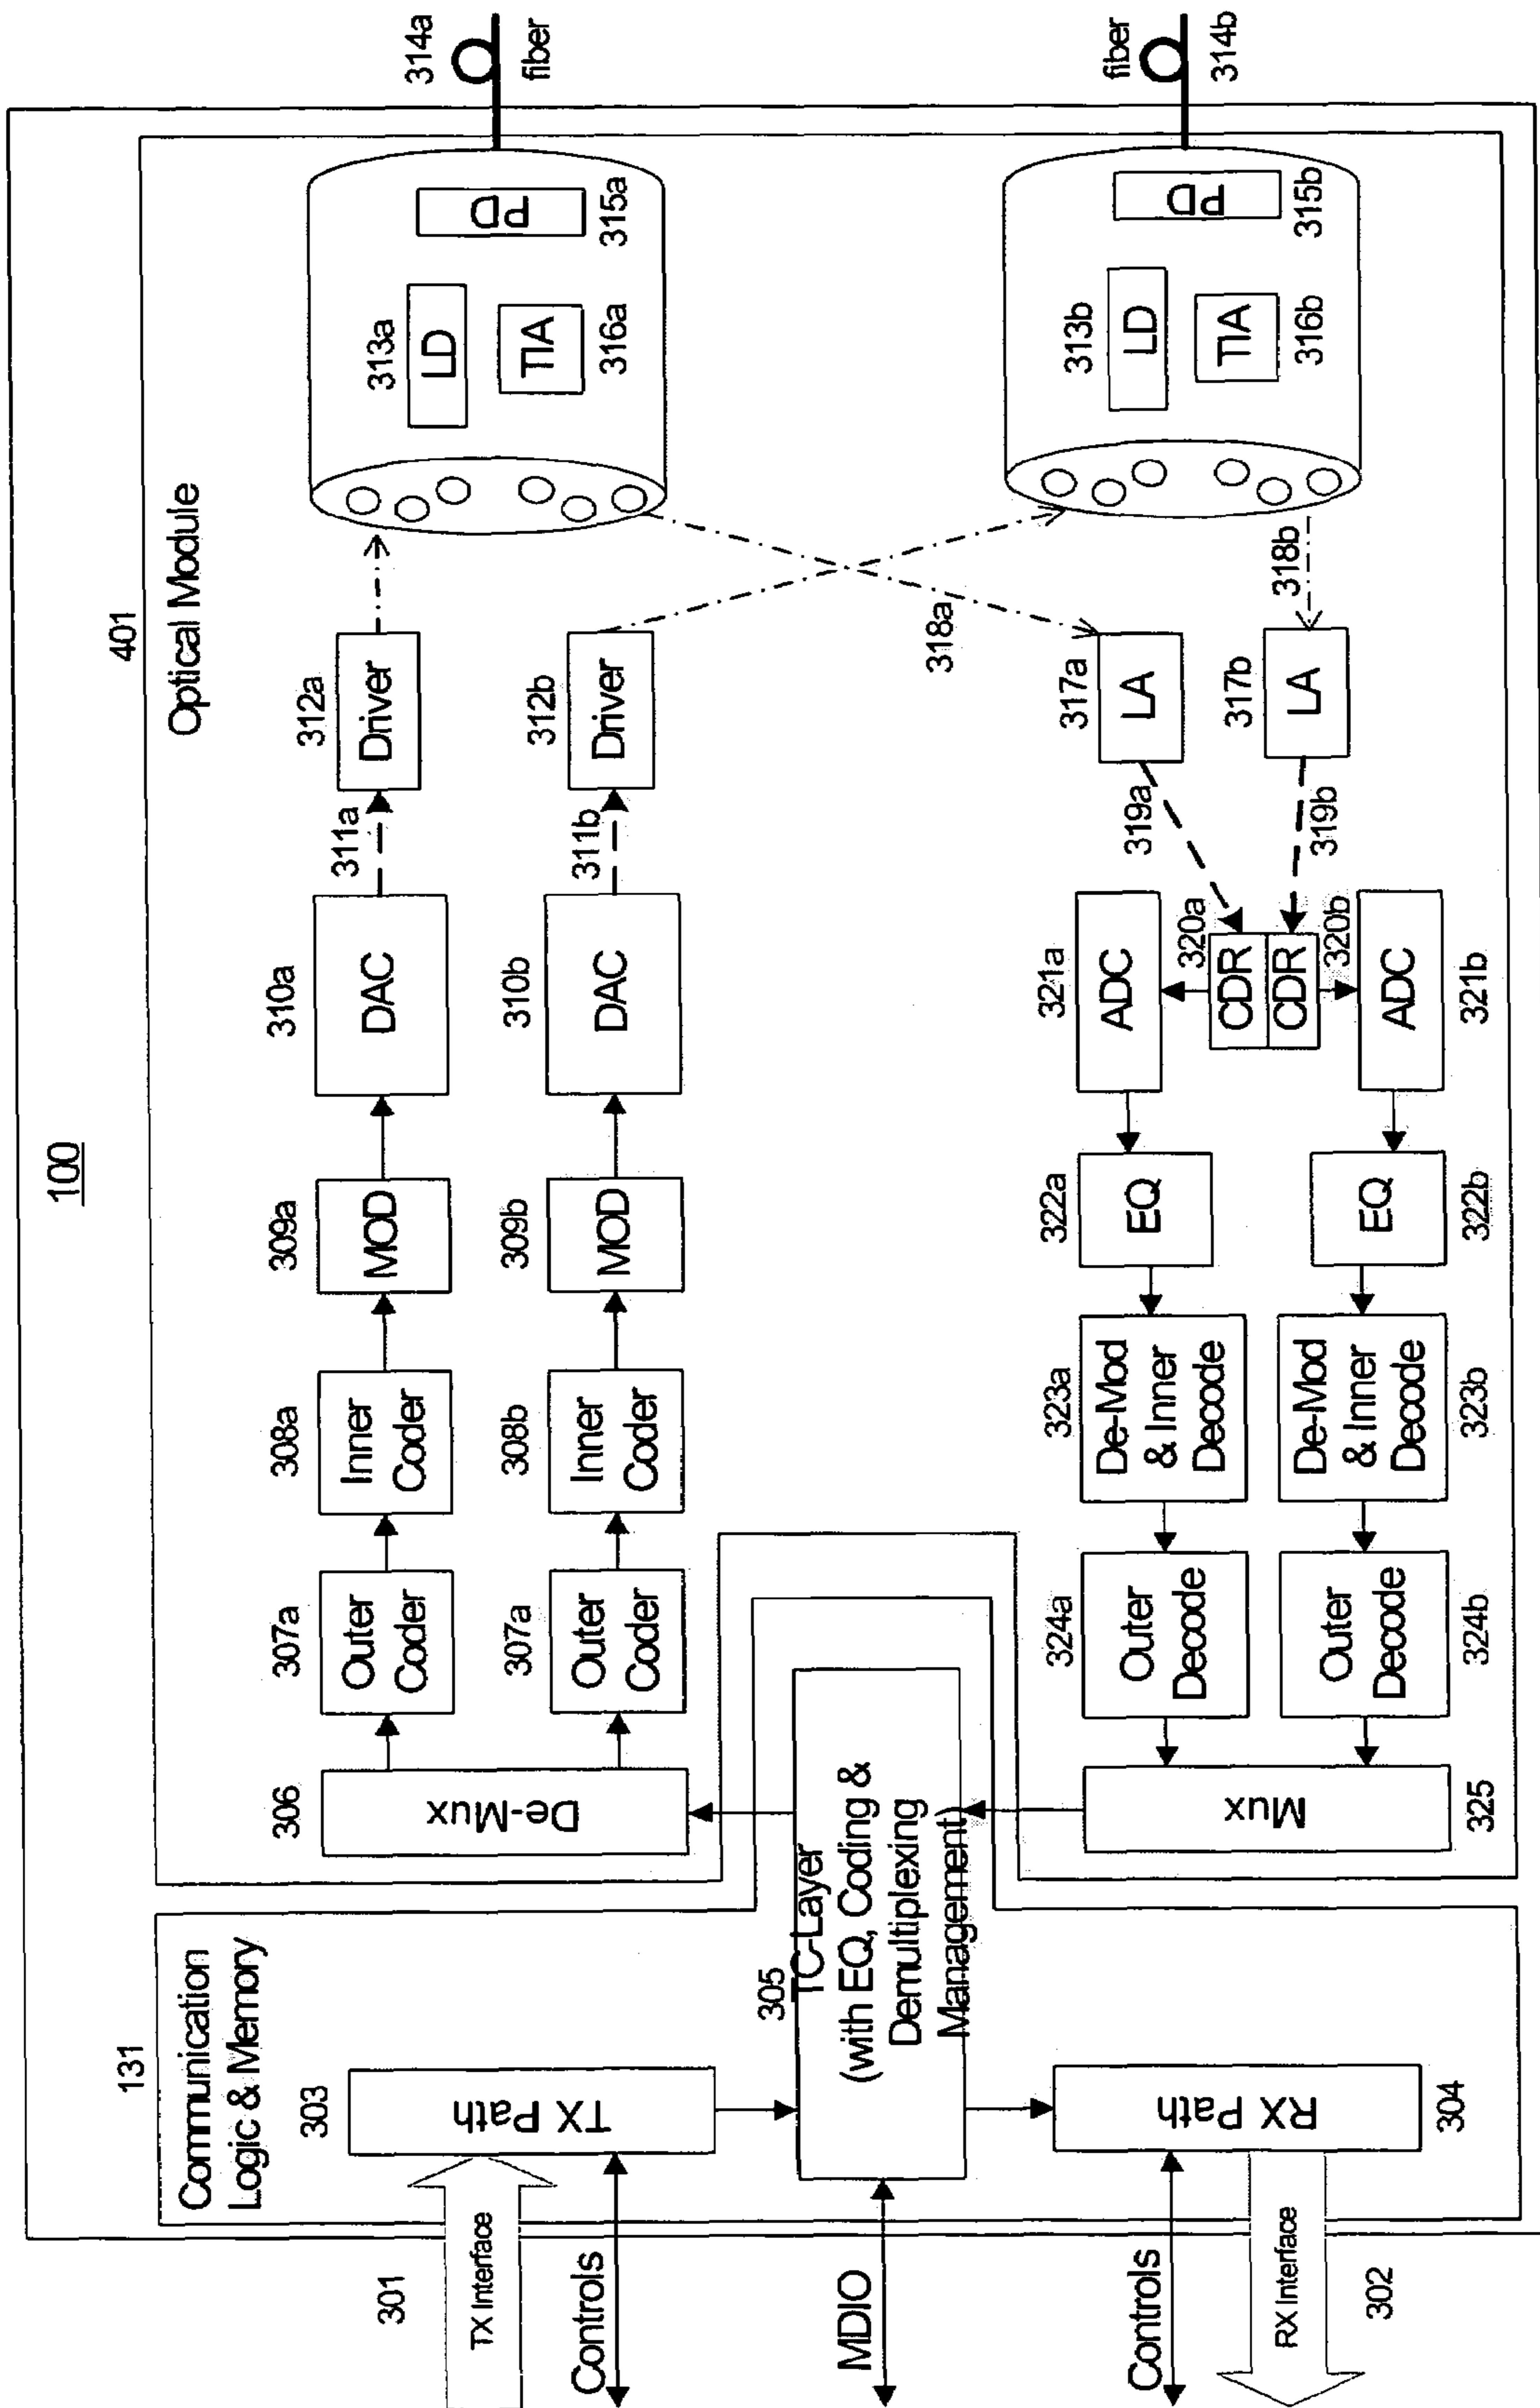 100
401
Optical Module
131
Communication
Logic & Memory
301
TX Interface
Controls
303
TX Path
306
De-Mux
307a
Outer
Coder
308a
Inner
Coder
309a
MOD
310a
DAC
311a
312a
Driver
313a
LD
TIA
316a
PD
315a
314a
fiber
307a
Outer
Coder
308b
Inner
Coder
309b
MOD
310b
DAC
311b
312b
Driver
MDIO
305
TC-Layer
(with EQ, Coding &
Demultiplexing
Management
318a
Controls
RX Interface
302
RX Path
304
Mux
325
324a
Outer
Decode
323a
De-Mod
& Inner
Decode
322a
EQ
321a
ADC
320a
CDR
CDR
320b
319a
319b
317a
LA
317b
LA
318b
313b
LD
TIA
316b
PD
315b
fiber
314b
Outer
Decode
324b
De-Mod
& Inner
Decode
323b
EQ
322b
ADC
321b